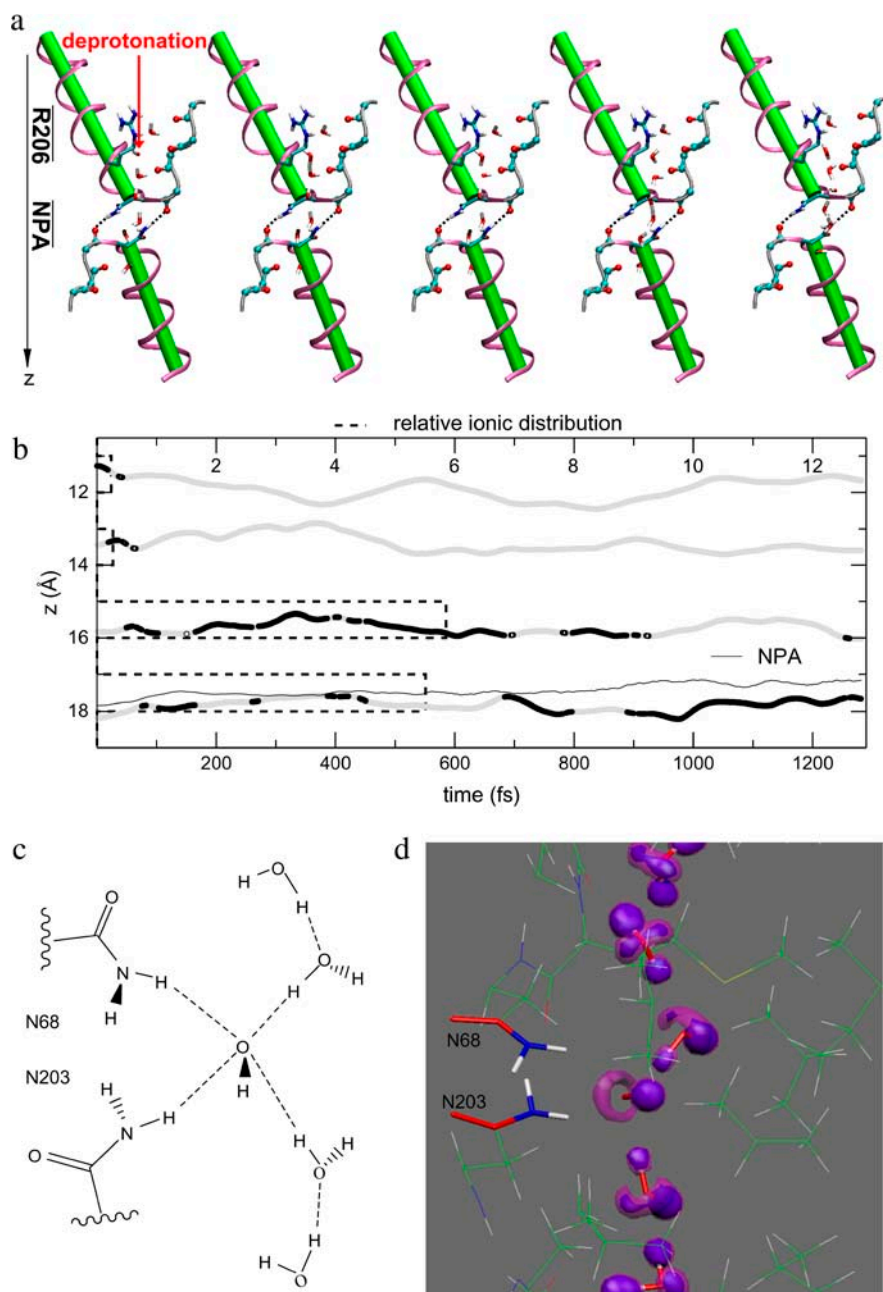 a
deprotonation
R206
NPA
z
relative ionic distribution
b
2 4 6 8 10 12
12
14
16
18
z (Å)
NPA
200 400 600 800 1000 1200
time (fs)
c
d
O
H
O
H
N
H
O
H
H
H
N68
O
H
N203
H
N
H
H
H
O
O
H
H
O
N68
N203